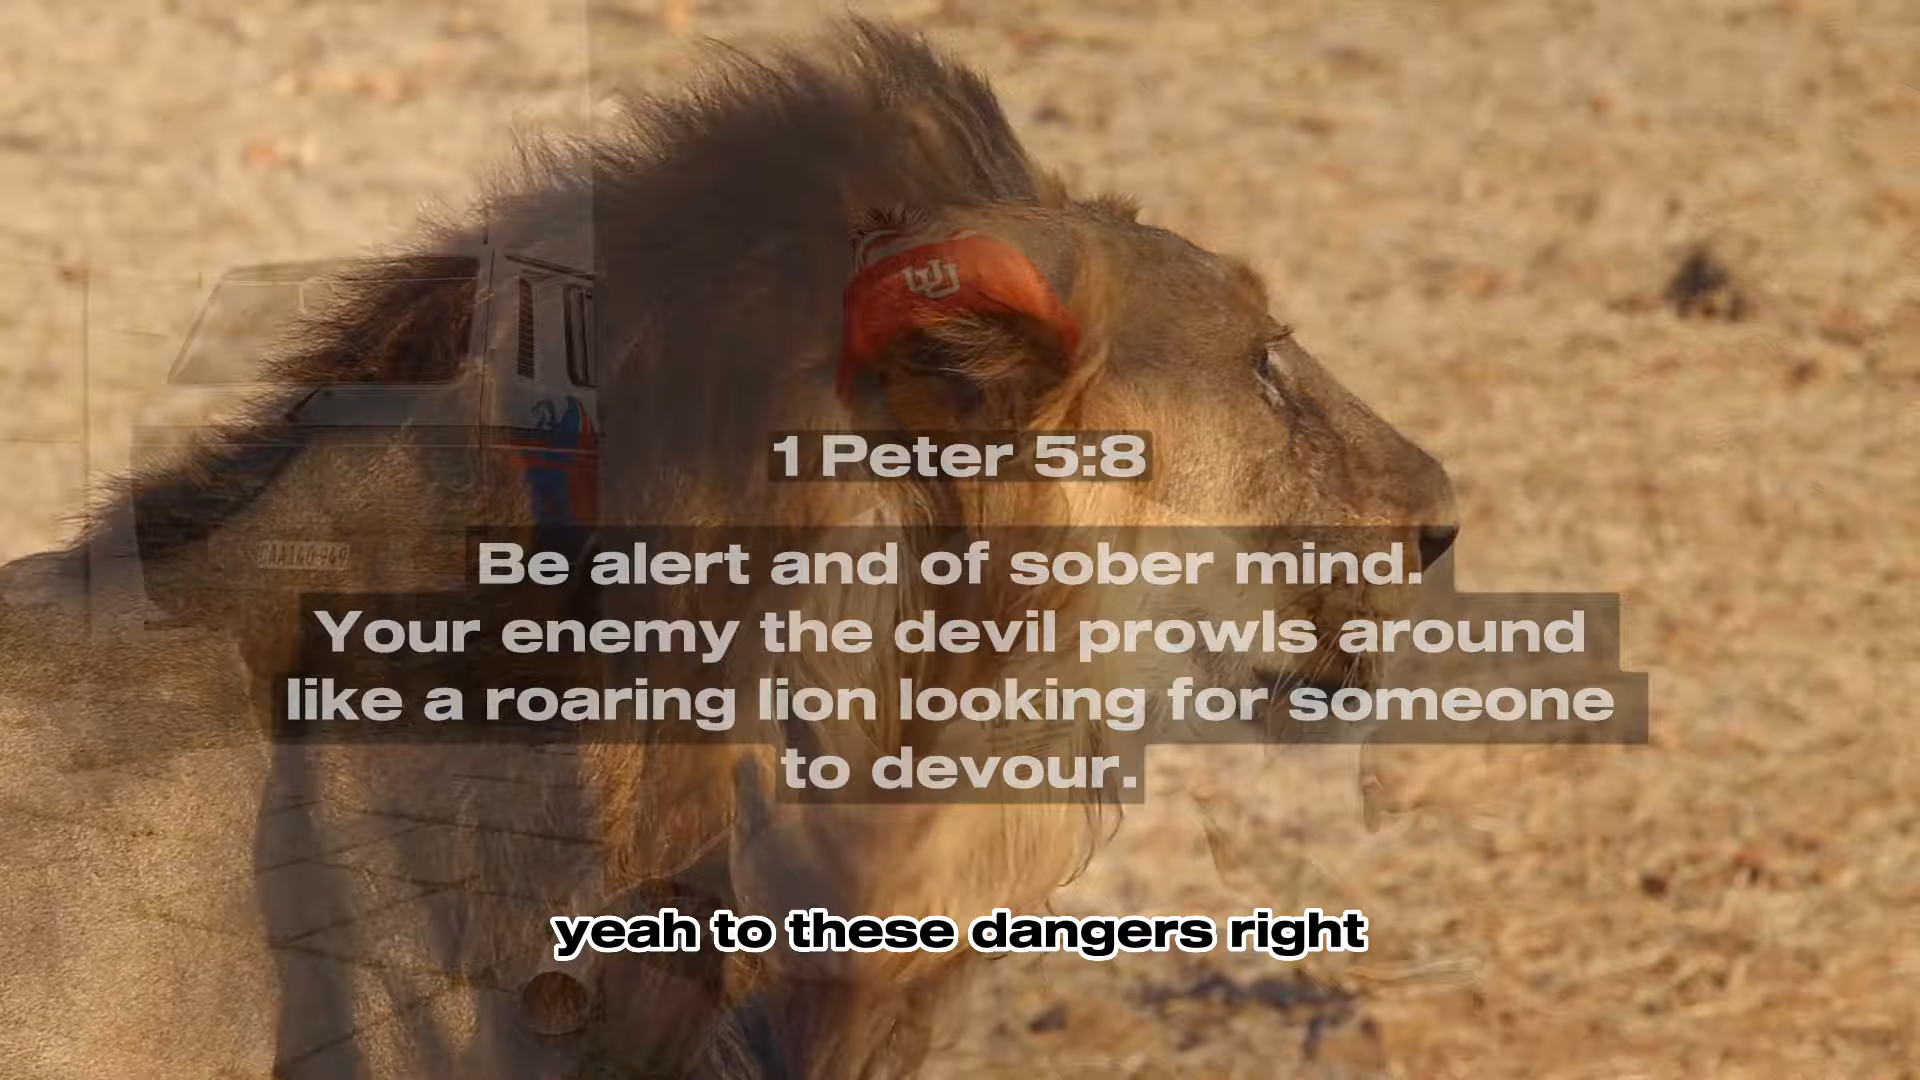 1 Peter 5:8
Be alert and of sober mind.
Your enemy the devil prowls around
like a roaring lion looking for someone
to devour.
yeah to these dangers right